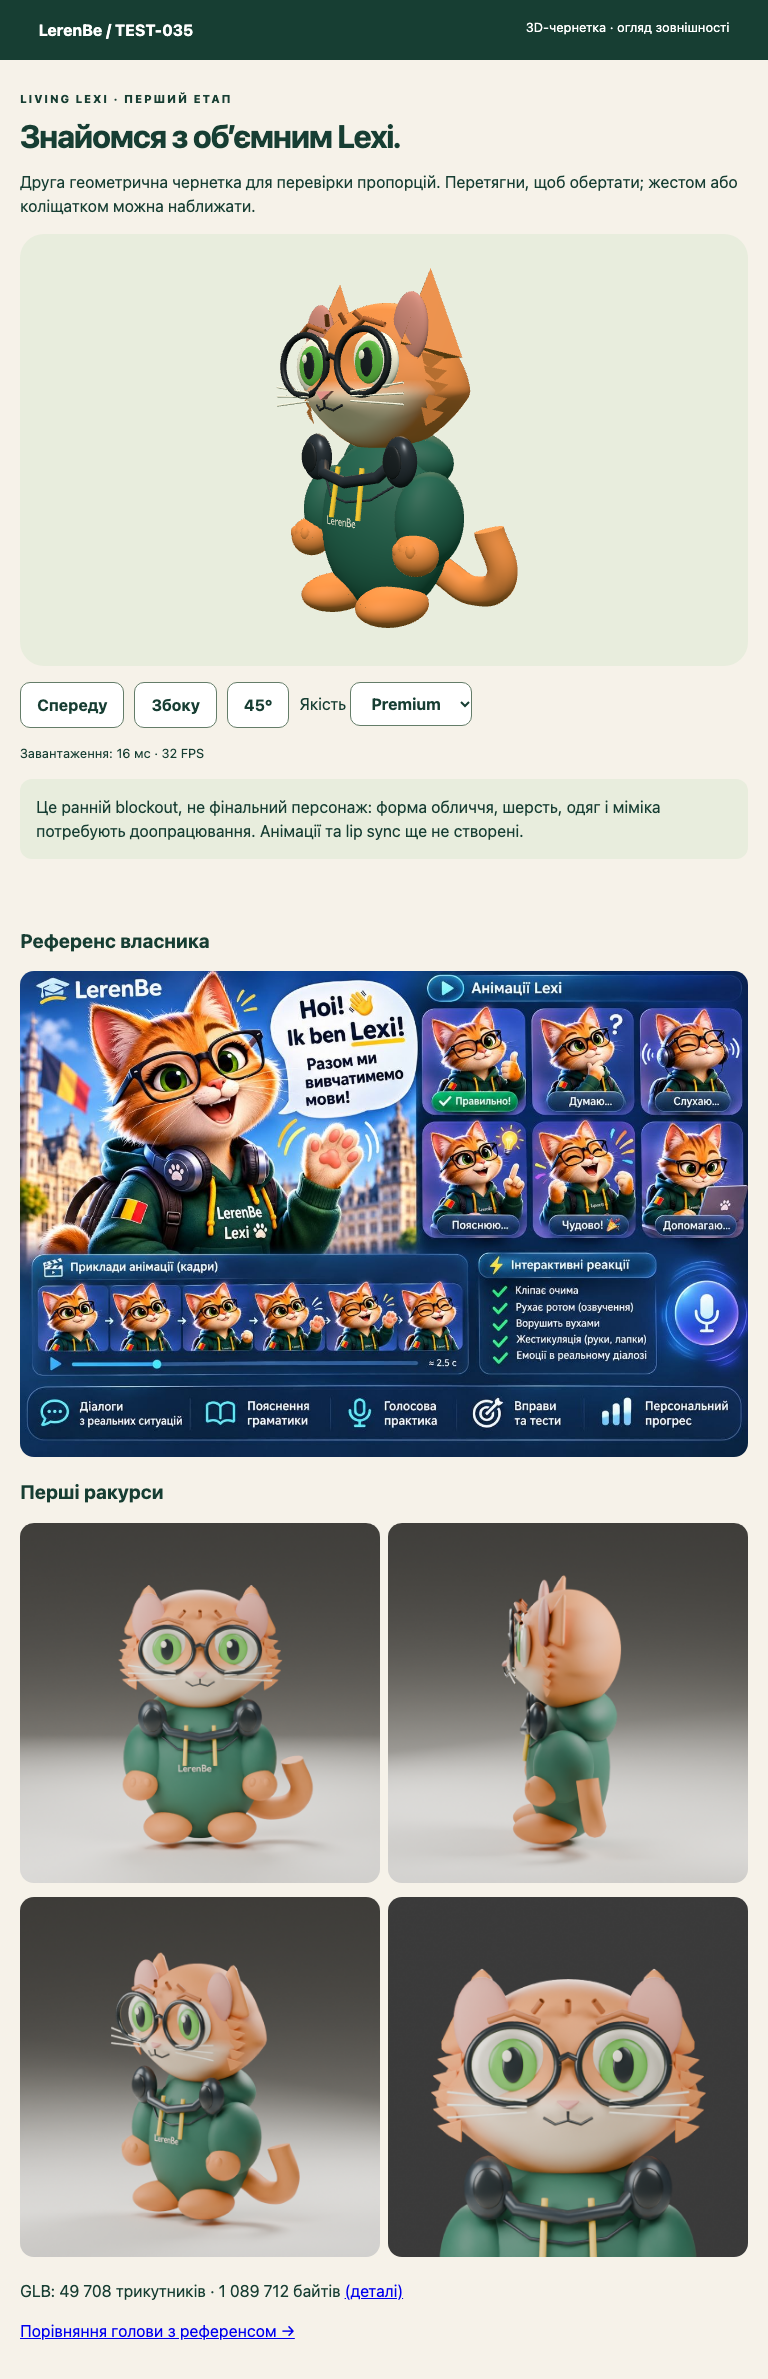 LerenBe / TEST-035
3D-чернетка · огляд зовнішності
LIVING LEXI · ПЕРШИЙ ЕТАП
Знайомся з об’ємним Lexi.
Друга геометрична чернетка для перевірки пропорцій. Перетягни, щоб обертати; жестом або
коліщатком можна наближати.
LerenBe
Спереду
Збоку
45°
Якість
Premium
Завантаження: 16 мс · 32 FPS
Це ранній blockout, не фінальний персонаж: форма обличчя, шерсть, одяг і міміка
потребують доопрацювання. Анімації та lip sync ще не створені.
Референс власника
LerenBe
Hoi! 👋
Ik ben Lexi!
Разом ми
вивчатимемо
мови!
LerenBe
Lexi
Анімації Lexi
Правильно!
?
Думаю...
Слухаю...
Пояснюю...
Чудово! 🎉
Допомагаю...
Приклади анімації (кадри)
≈ 2.5 с
Інтерактивні реакції
Кліпає очима
Рухає ротом (озвучення)
Ворушить вухами
Жестикуляція (руки, лапки)
Емоції в реальному діалозі
Діалоги
з реальних ситуацій
Пояснення
граматики
Голосова
практика
Вправи
та тести
Персональний
прогрес
Перші ракурси
LerenBe
LerenBe
GLB: 49 708 трикутників · 1 089 712 байтів (деталі)
Порівняння голови з референсом →